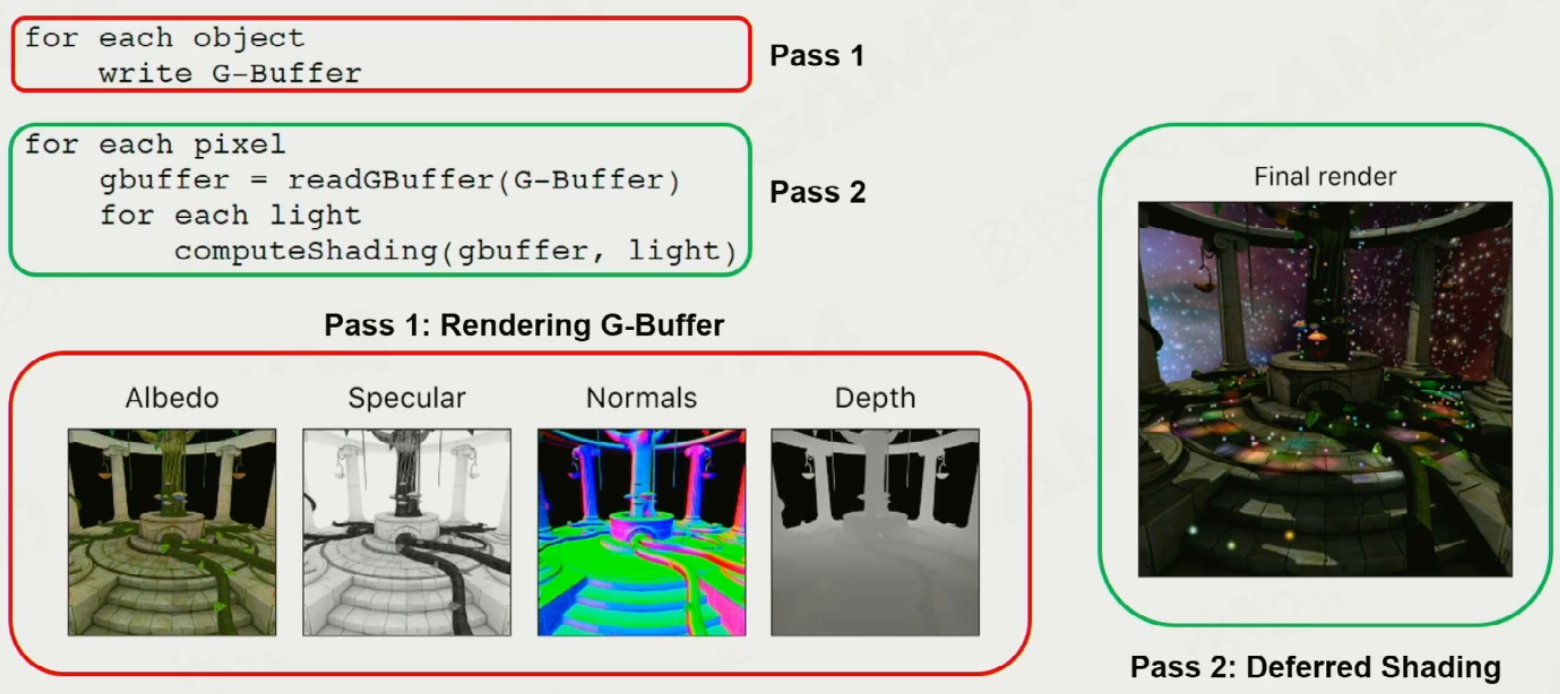 for each object
    write G-Buffer
Pass 1
for each pixel
    gbuffer = readGBuffer(G-Buffer)
    for each light
        computeShading(gbuffer, light)
Pass 2
Pass 1: Rendering G-Buffer
Albedo
Specular
Normals
Depth
Final render
Pass 2: Deferred Shading